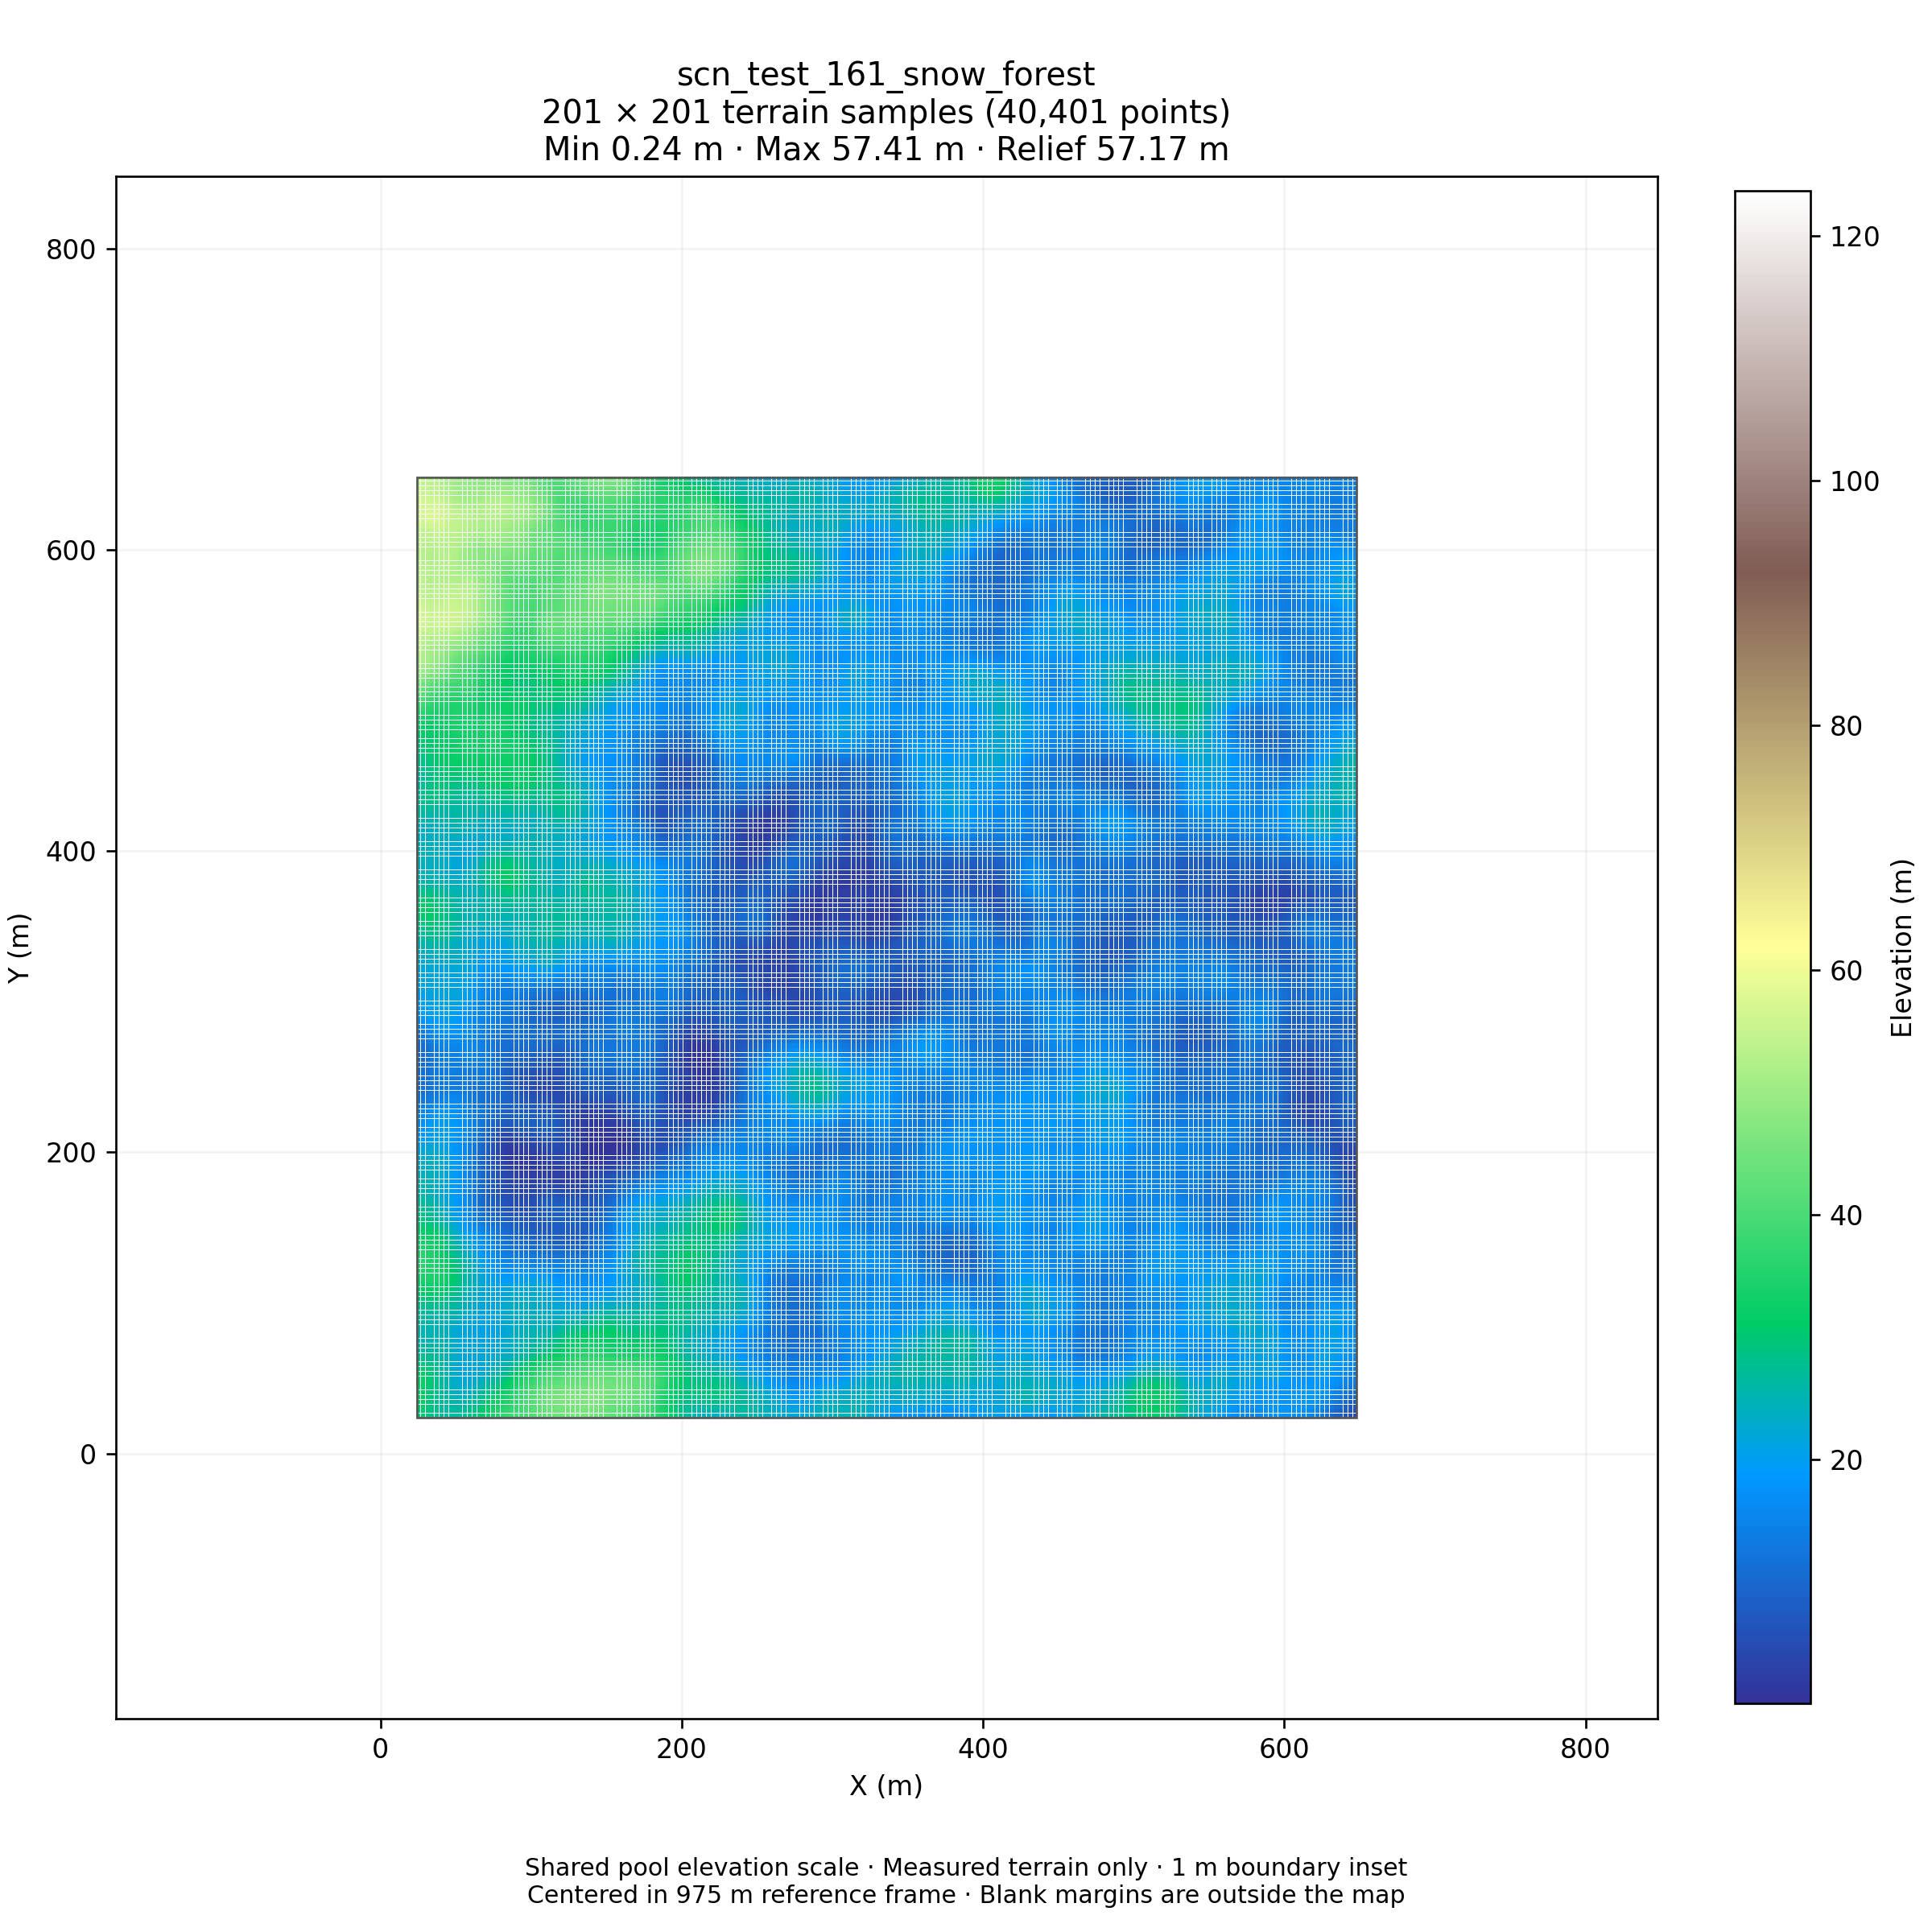 scn_test_161_snow_forest
201 × 201 terrain samples (40,401 points)
Min 0.24 m · Max 57.41 m · Relief 57.17 m
800
600
400
200
0
Y (m)
0
200
400
600
800
X (m)
120
100
80
60
40
20
Elevation (m)
Shared pool elevation scale · Measured terrain only · 1 m boundary inset
Centered in 975 m reference frame · Blank margins are outside the map